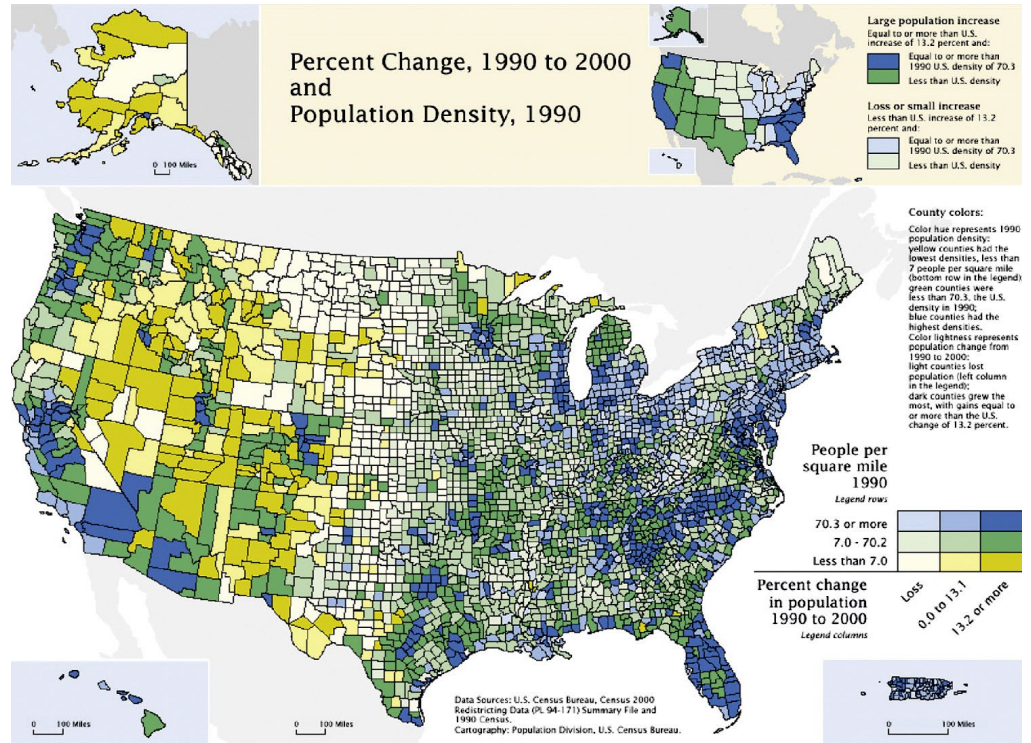 Percent Change, 1990 to 2000
and
Population Density, 1990
0 100 Miles
Large population increase
Equal to or more than U.S.
increase of 13.2 percent and:
Equal to or more than
1990 U.S. density of 70.3
Less than U.S. density
Loss or small increase
Less than U.S. increase of 13.2
percent and:
Equal to or more than
1990 U.S. density of 70.3
Less than U.S. density
County colors:
Color hue represents 1990
population density:
yellow counties had the
lowest densities, less than
7 people per square mile
(bottom row in the legend);
green counties were
less than 70.3, the U.S.
density in 1990;
blue counties had the
highest densities.
Color lightness represents
population change from
1990 to 2000:
light counties lost
population (left column
in the legend);
dark counties grew the
most, with gains equal to
or more than the U.S.
change of 13.2 percent.
People per
square mile
1990
Legend rows
70.3 or more
7.0 - 70.2
Less than 7.0
Percent change
in population
1990 to 2000
Legend columns
Loss
0.0 to 13.1
13.2 or more
0 100 Miles
0 100 Miles
Data Sources: U.S. Census Bureau, Census 2000
Redistricting Data (PL 94-171) Summary File and
1990 Census.
Cartography: Population Division, U.S. Census Bureau.
0 100 Miles